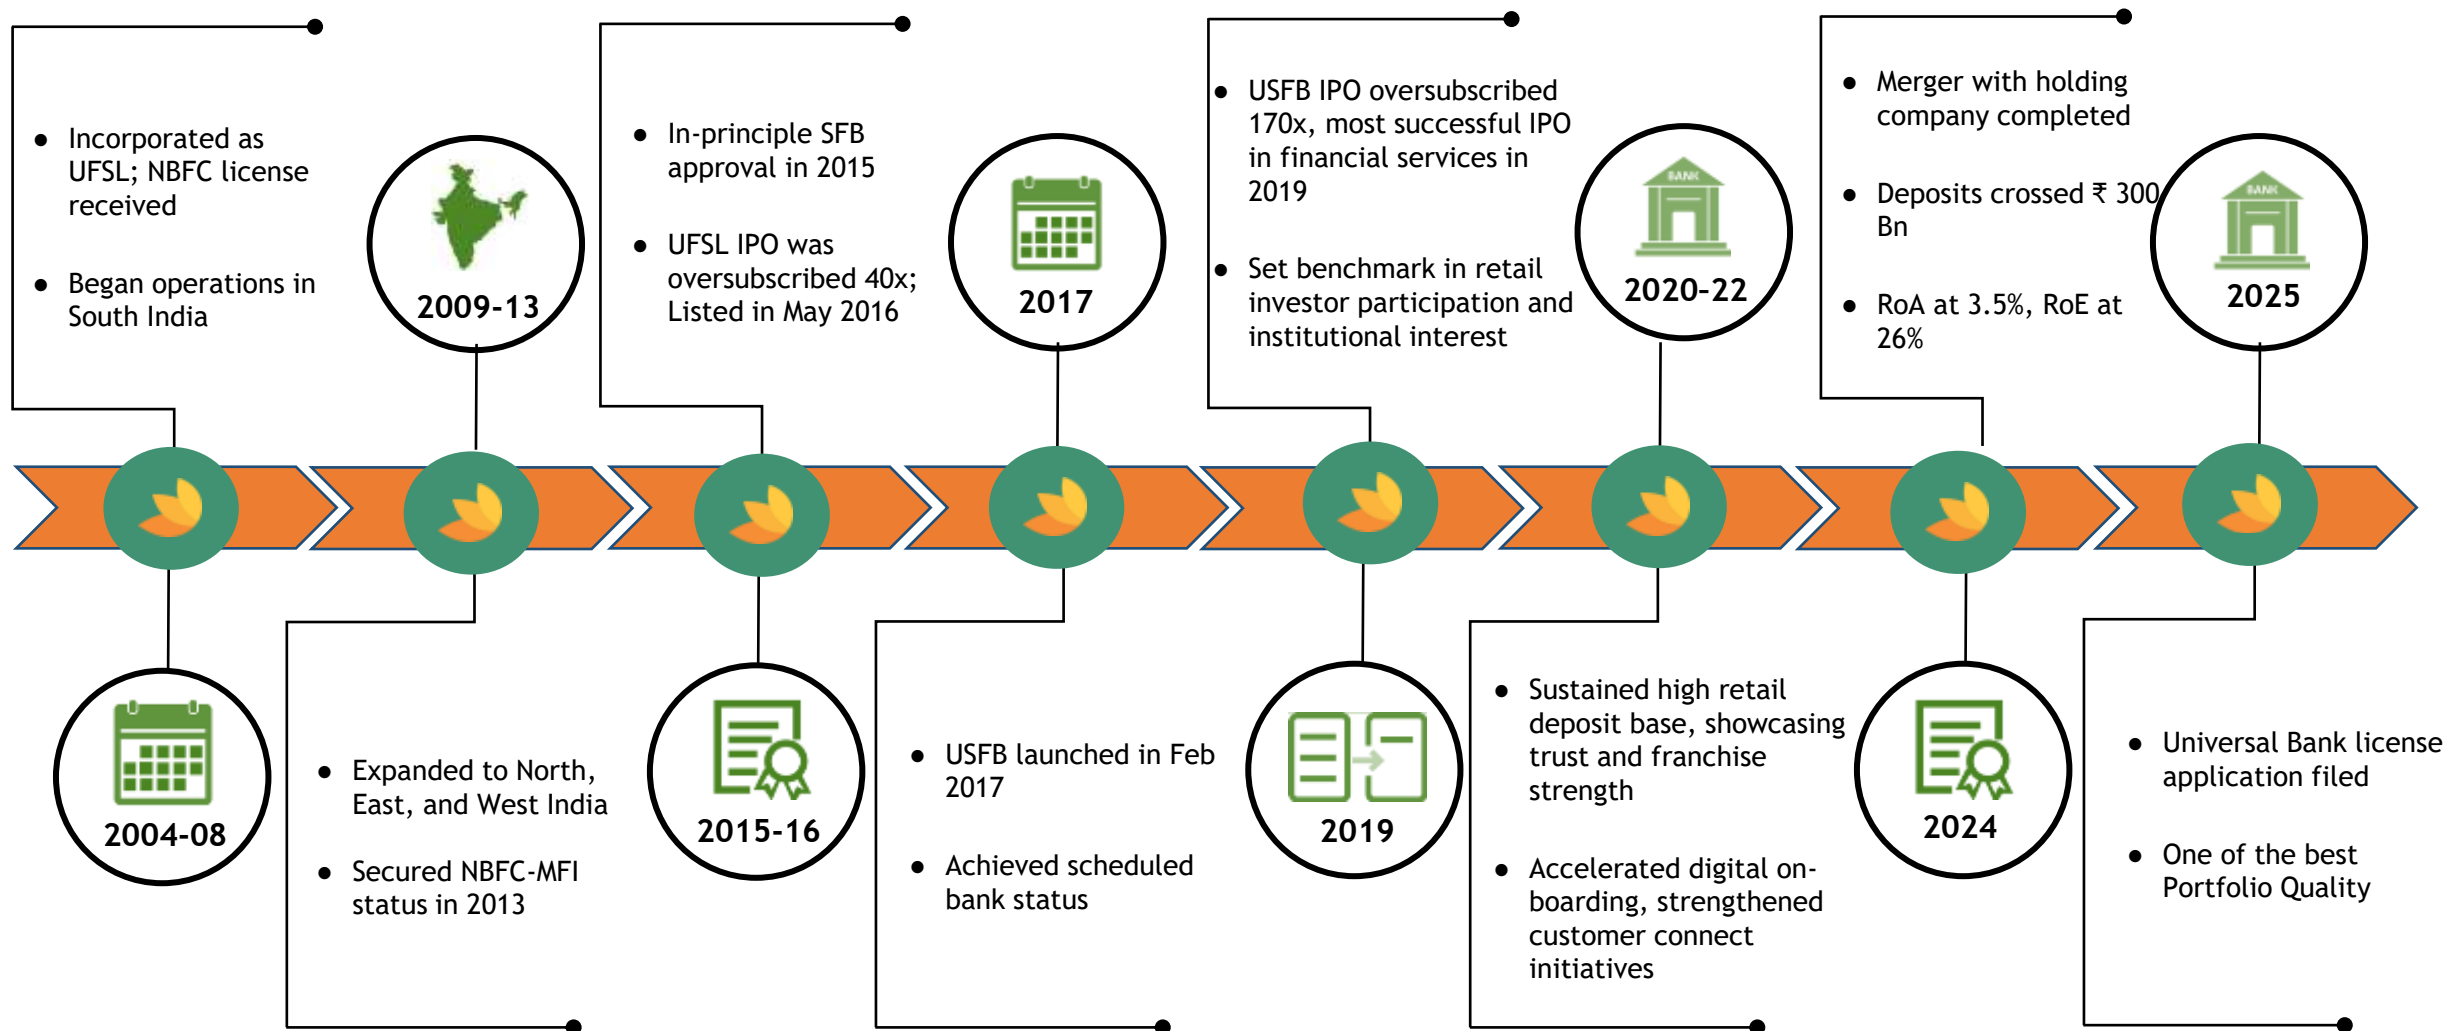 Incorporated as
UFSL; NBFC license
received
Began operations in
South India
2004-08
2009-13
Expanded to North,
East, and West India
Secured NBFC-MFI
status in 2013
In-principle SFB
approval in 2015
UFSL IPO was
oversubscribed 40x;
Listed in May 2016
2015-16
2017
USFB launched in Feb
2017
Achieved scheduled
bank status
USFB IPO oversubscribed
170x, most successful IPO
in financial services in
2019
Set benchmark in retail
investor participation and
institutional interest
2019
BANK
2020-22
Sustained high retail
deposit base, showcasing
trust and franchise
strength
Accelerated digital on-
boarding, strengthened
customer connect
initiatives
Merger with holding
company completed
Deposits crossed ₹ 300
Bn
RoA at 3.5%, RoE at
26%
2024
BANK
2025
Universal Bank license
application filed
One of the best
Portfolio Quality